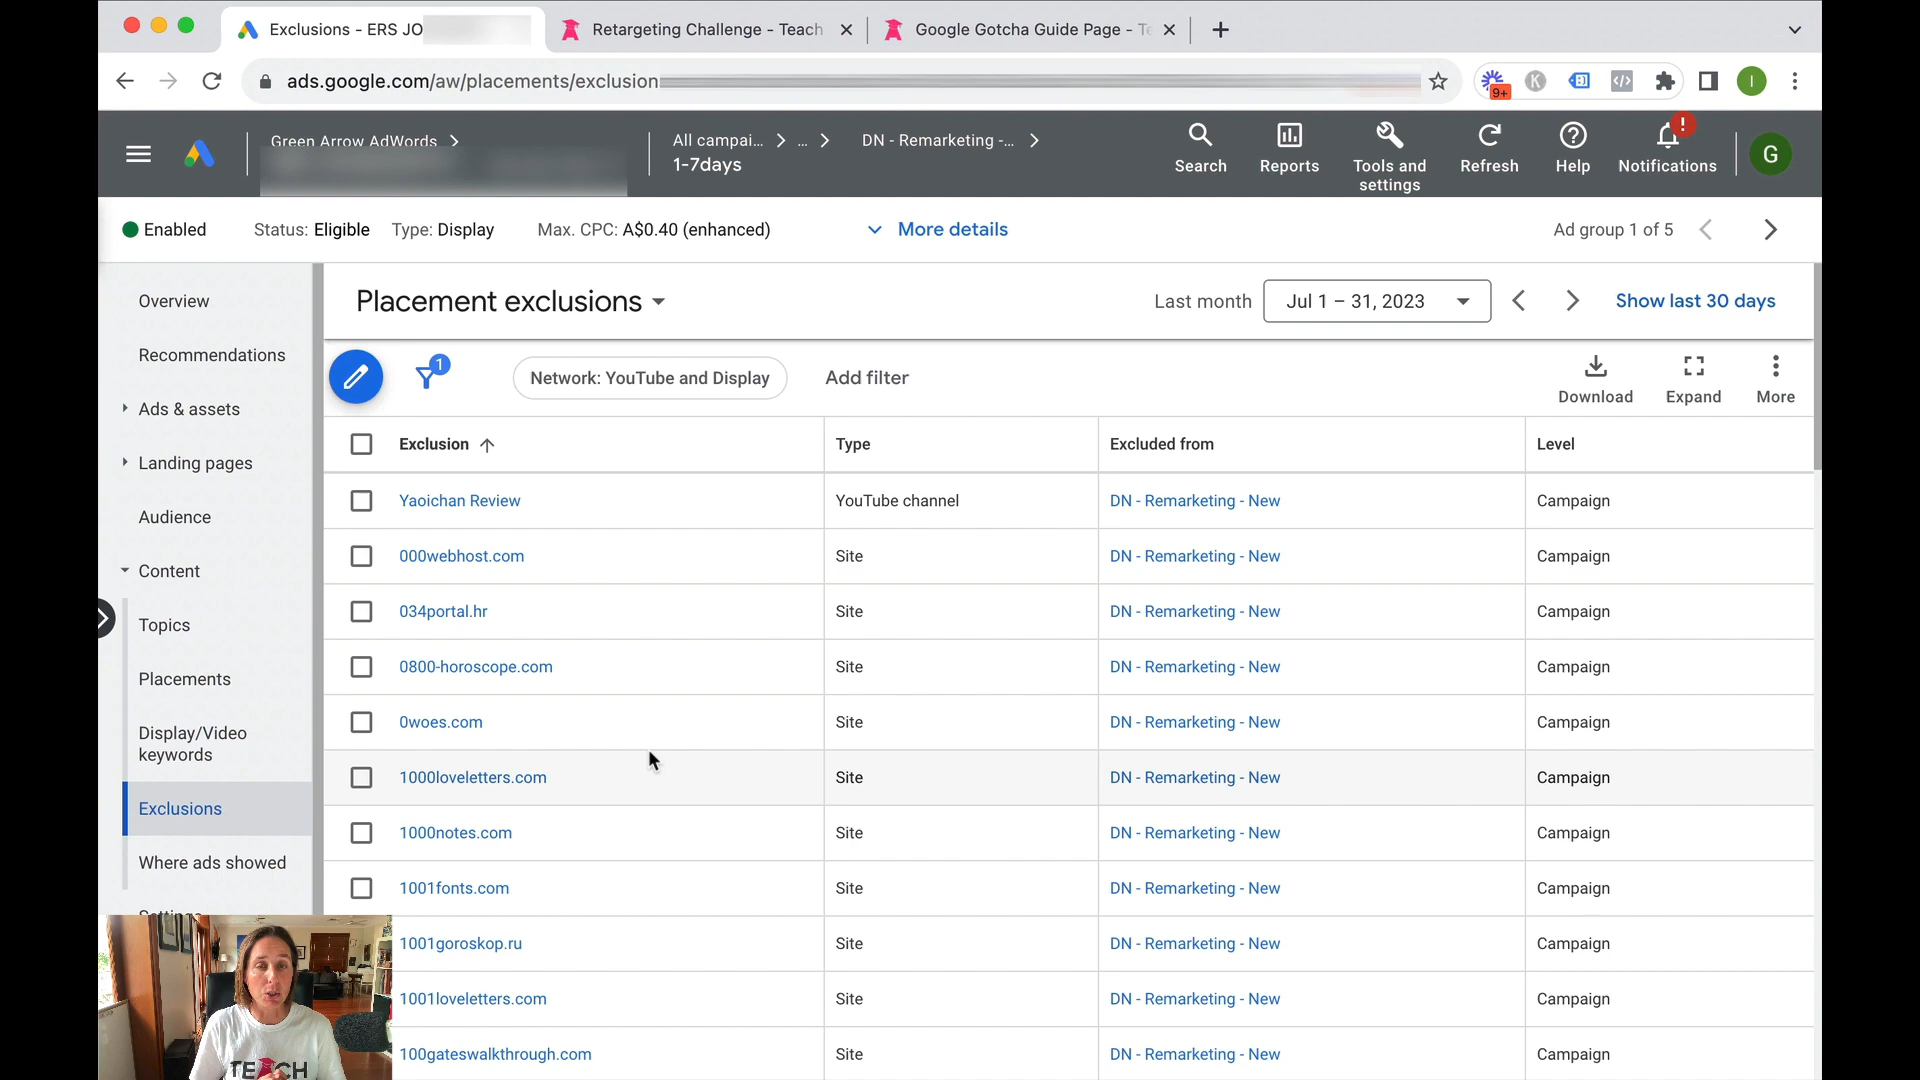 Exclusions - ERS JO
Retargeting Challenge - Teach
Google Gotcha Guide Page - Te
ads.google.com/aw/placements/exclusion
K
9+
I
Green Arrow AdWords
All campai...
...
DN - Remarketing -...
1-7days
Search
Reports
Tools and settings
Refresh
Help
!
Notifications
G
Enabled
Status: Eligible
Type: Display
Max. CPC: A$0.40 (enhanced)
More details
Ad group 1 of 5
Overview
Recommendations
Ads & assets
Landing pages
Audience
Content
Topics
Placements
Display/Video keywords
Exclusions
Where ads showed
Settings
Placement exclusions
Last month
Jul 1 – 31, 2023
Show last 30 days
1
Network: YouTube and Display
Add filter
Download
Expand
More
Exclusion Type Excluded from Level
Yaoichan Review YouTube channel DN - Remarketing - New Campaign
000webhost.com Site DN - Remarketing - New Campaign
034portal.hr Site DN - Remarketing - New Campaign
0800-horoscope.com Site DN - Remarketing - New Campaign
0woes.com Site DN - Remarketing - New Campaign
1000loveletters.com Site DN - Remarketing - New Campaign
1000notes.com Site DN - Remarketing - New Campaign
1001fonts.com Site DN - Remarketing - New Campaign
1001goroskop.ru Site DN - Remarketing - New Campaign
1001loveletters.com Site DN - Remarketing - New Campaign
100gateswalkthrough.com Site DN - Remarketing - New Campaign
TEACH